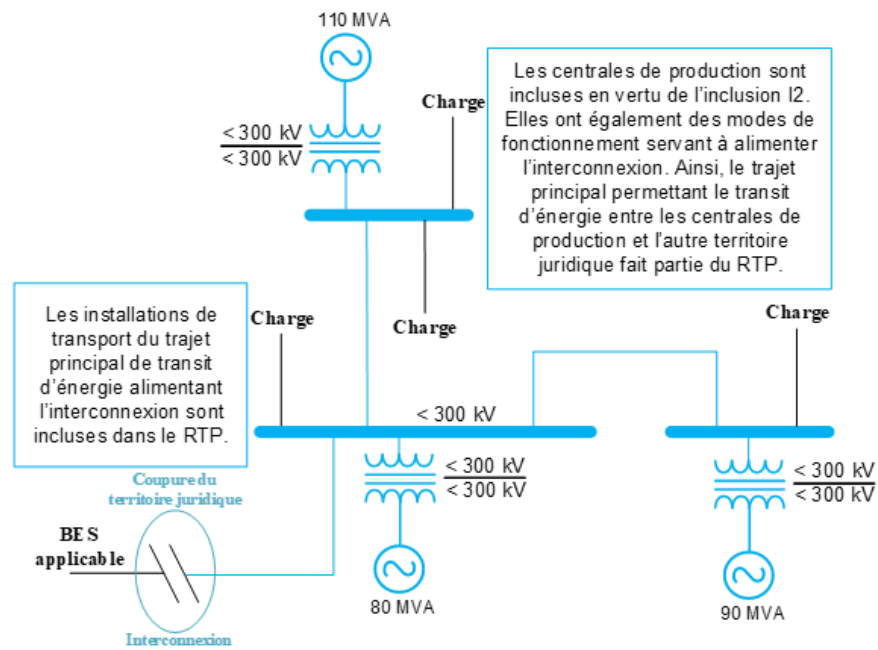 110 MVA
< 300 kV
< 300 kV
Charge
Les centrales de production sont
incluses en vertu de l'inclusion I2.
Elles ont également des modes de
fonctionnement servant à alimenter
l'interconnexion. Ainsi, le trajet
principal permettant le transit
d'énergie entre les centrales de
production et l'autre territoire
juridique fait partie du RTP.
Les installations de
transport du trajet
principal de transit
d'énergie alimentant
l'interconnexion sont
incluses dans le RTP.
Charge
Charge
Charge
< 300 kV
< 300 kV
< 300 kV
< 300 kV
< 300 kV
Coupure du
territoire juridique
BES
applicable
Interconnexion
80 MVA
90 MVA